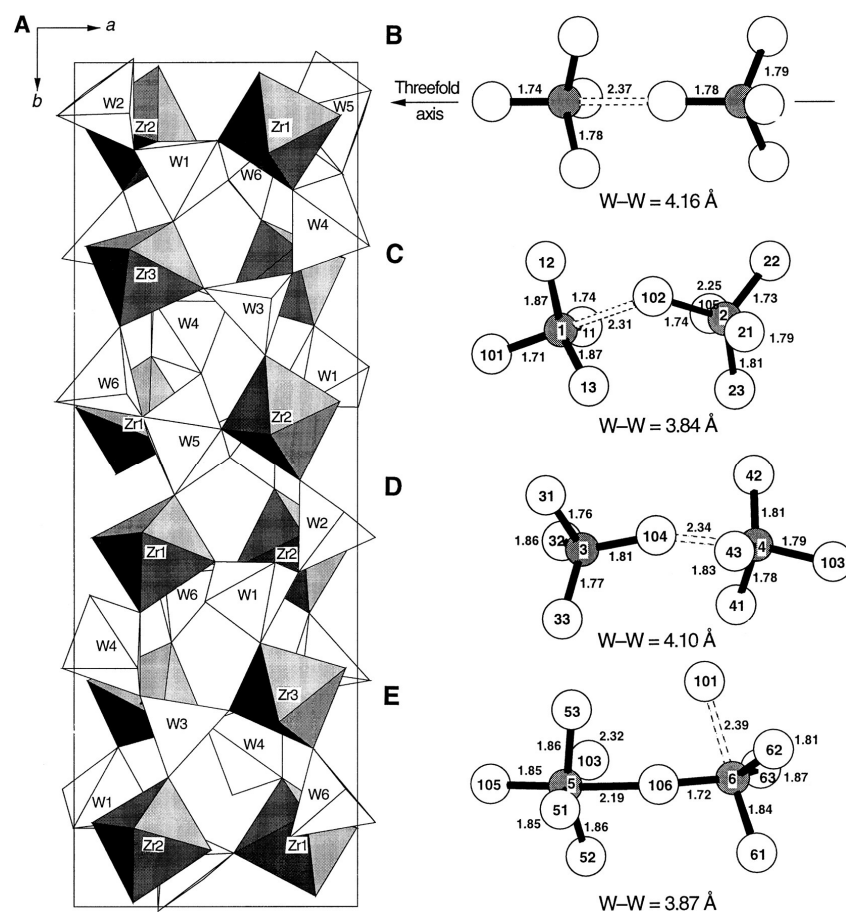 A
a
b
W2
Zr2
Zr1
W5
W1
W6
W4
Zr3
W3
W4
W6
W1
Zr1
Zr2
W5
W2
Zr1
Zr2
W6
W1
W4
Zr3
W3
W4
W1
W6
Zr2
Zr1
B
Threefold
axis
1.74
2.37
1.78
1.79
1.78
W–W = 4.16 Å
C
12
102
2.25
22
1.87
1.74
105
1.73
1
11
2.31
1.74
2
21
1.79
101
1.71
1.87
1.81
13
23
W–W = 3.84 Å
D
42
31
1.76
2.34
1.81
1.86
32
3
104
43
4
1.79
1.81
1.83
1.78
103
1.77
33
41
W–W = 4.10 Å
E
101
53
2.39
1.86
2.32
103
62
1.81
105
1.85
5
106
6
63
1.87
51
2.19
1.72
1.85
1.86
1.84
52
61
W–W = 3.87 Å